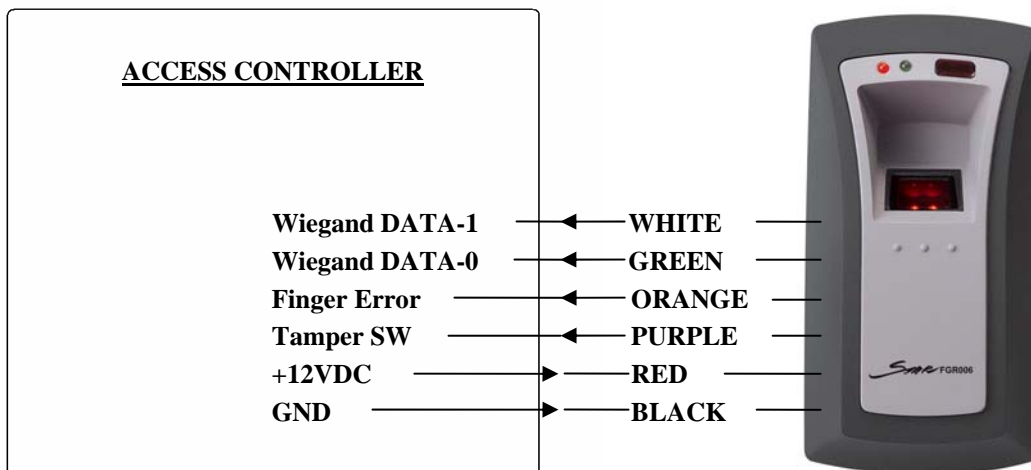 ACCESS CONTROLLER
Wiegand DATA-1 WHITE
Wiegand DATA-0 GREEN
Finger Error ORANGE
Tamper SW PURPLE
+12VDC RED
GND BLACK
Star FGR006